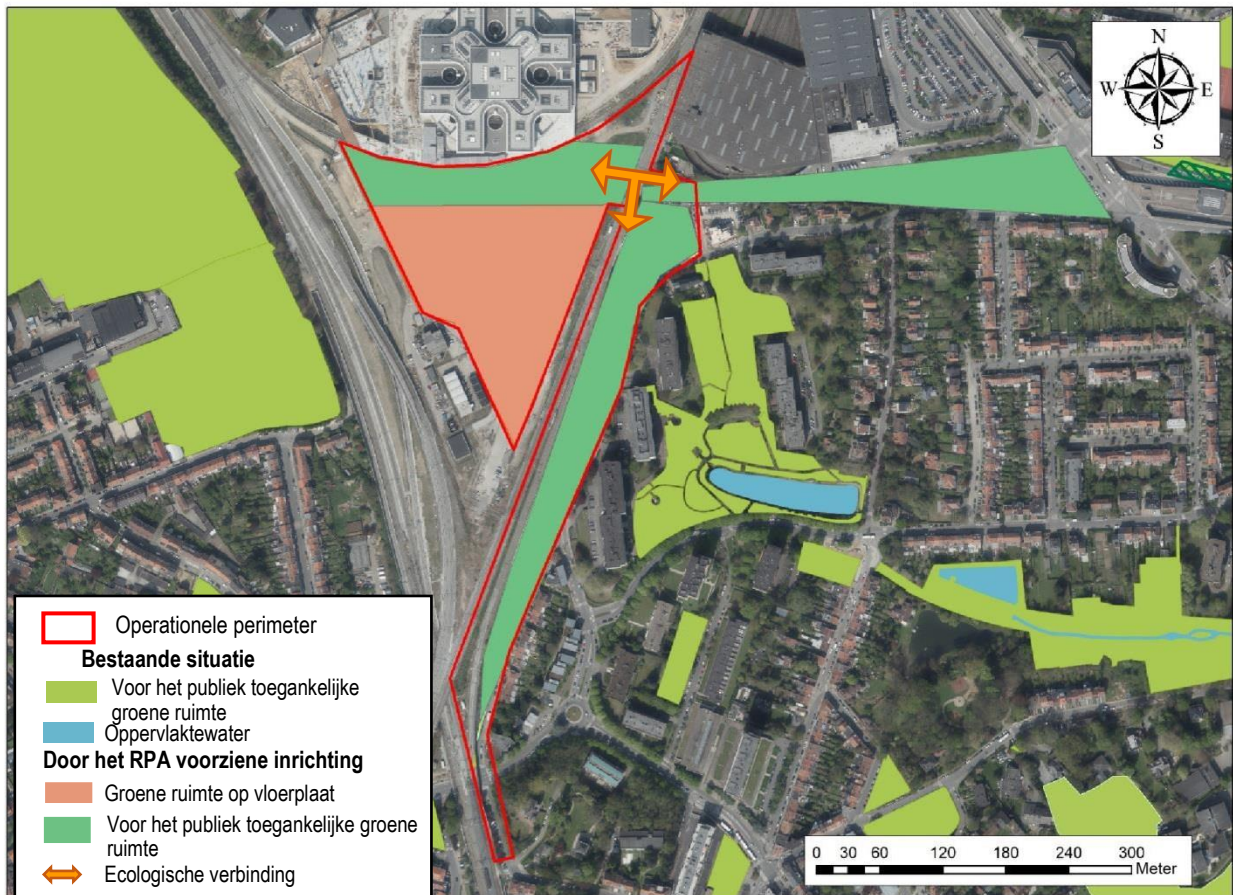 N
W E
S
Operationele perimeter
Bestaande situatie
Voor het publiek toegankelijke
groene ruimte
Oppervlaktewater
Door het RPA voorziene inrichting
Groene ruimte op vloerplaat
Voor het publiek toegankelijke groene
ruimte
Ecologische verbinding
0 30 60 120 180 240 300
Meter